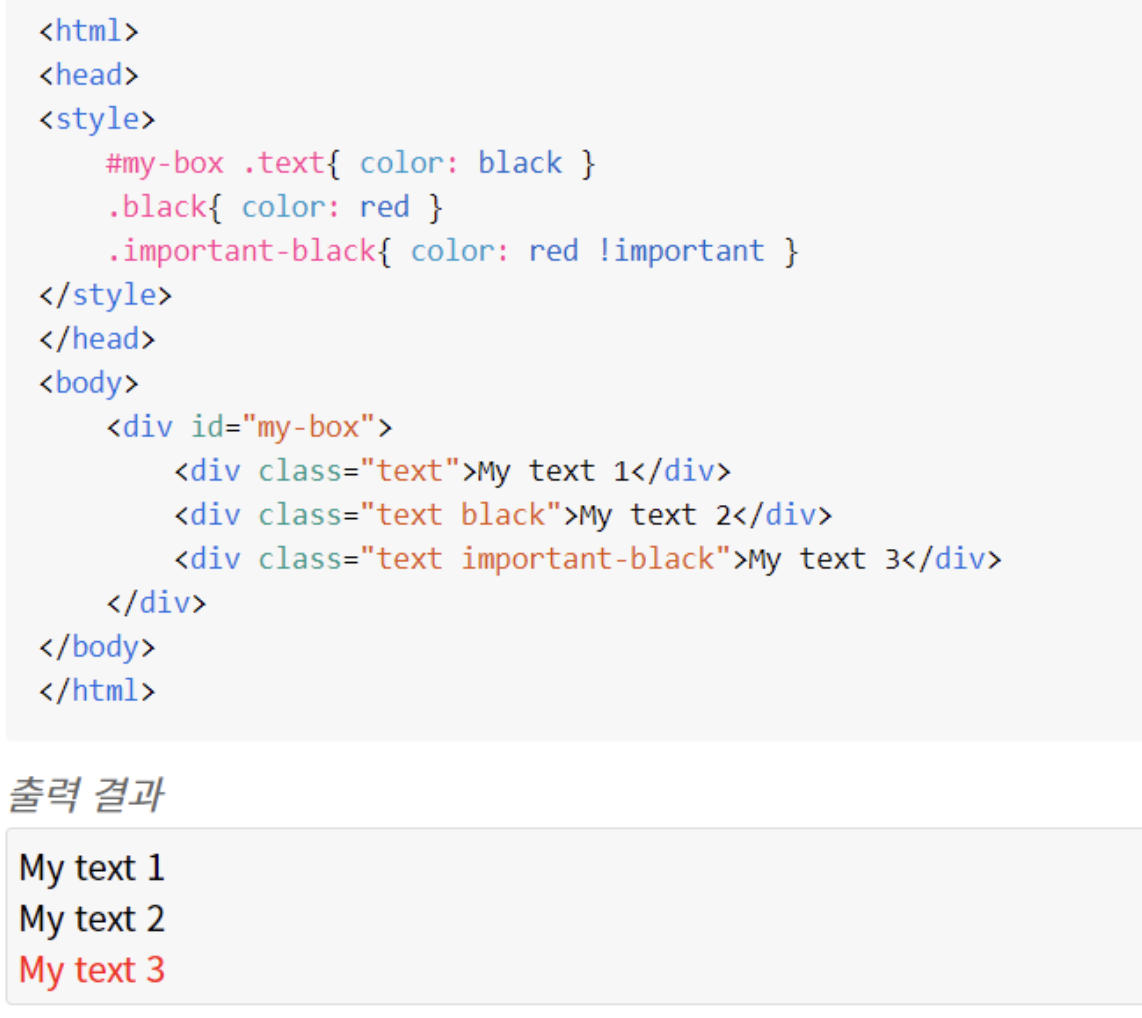 <html>
<head>
<style>
    #my-box .text{ color: black }
    .black{ color: red }
    .important-black{ color: red !important }
</style>
</head>
<body>
    <div id="my-box">
        <div class="text">My text 1</div>
        <div class="text black">My text 2</div>
        <div class="text important-black">My text 3</div>
    </div>
</body>
</html>
출력 결과
My text 1
My text 2
My text 3